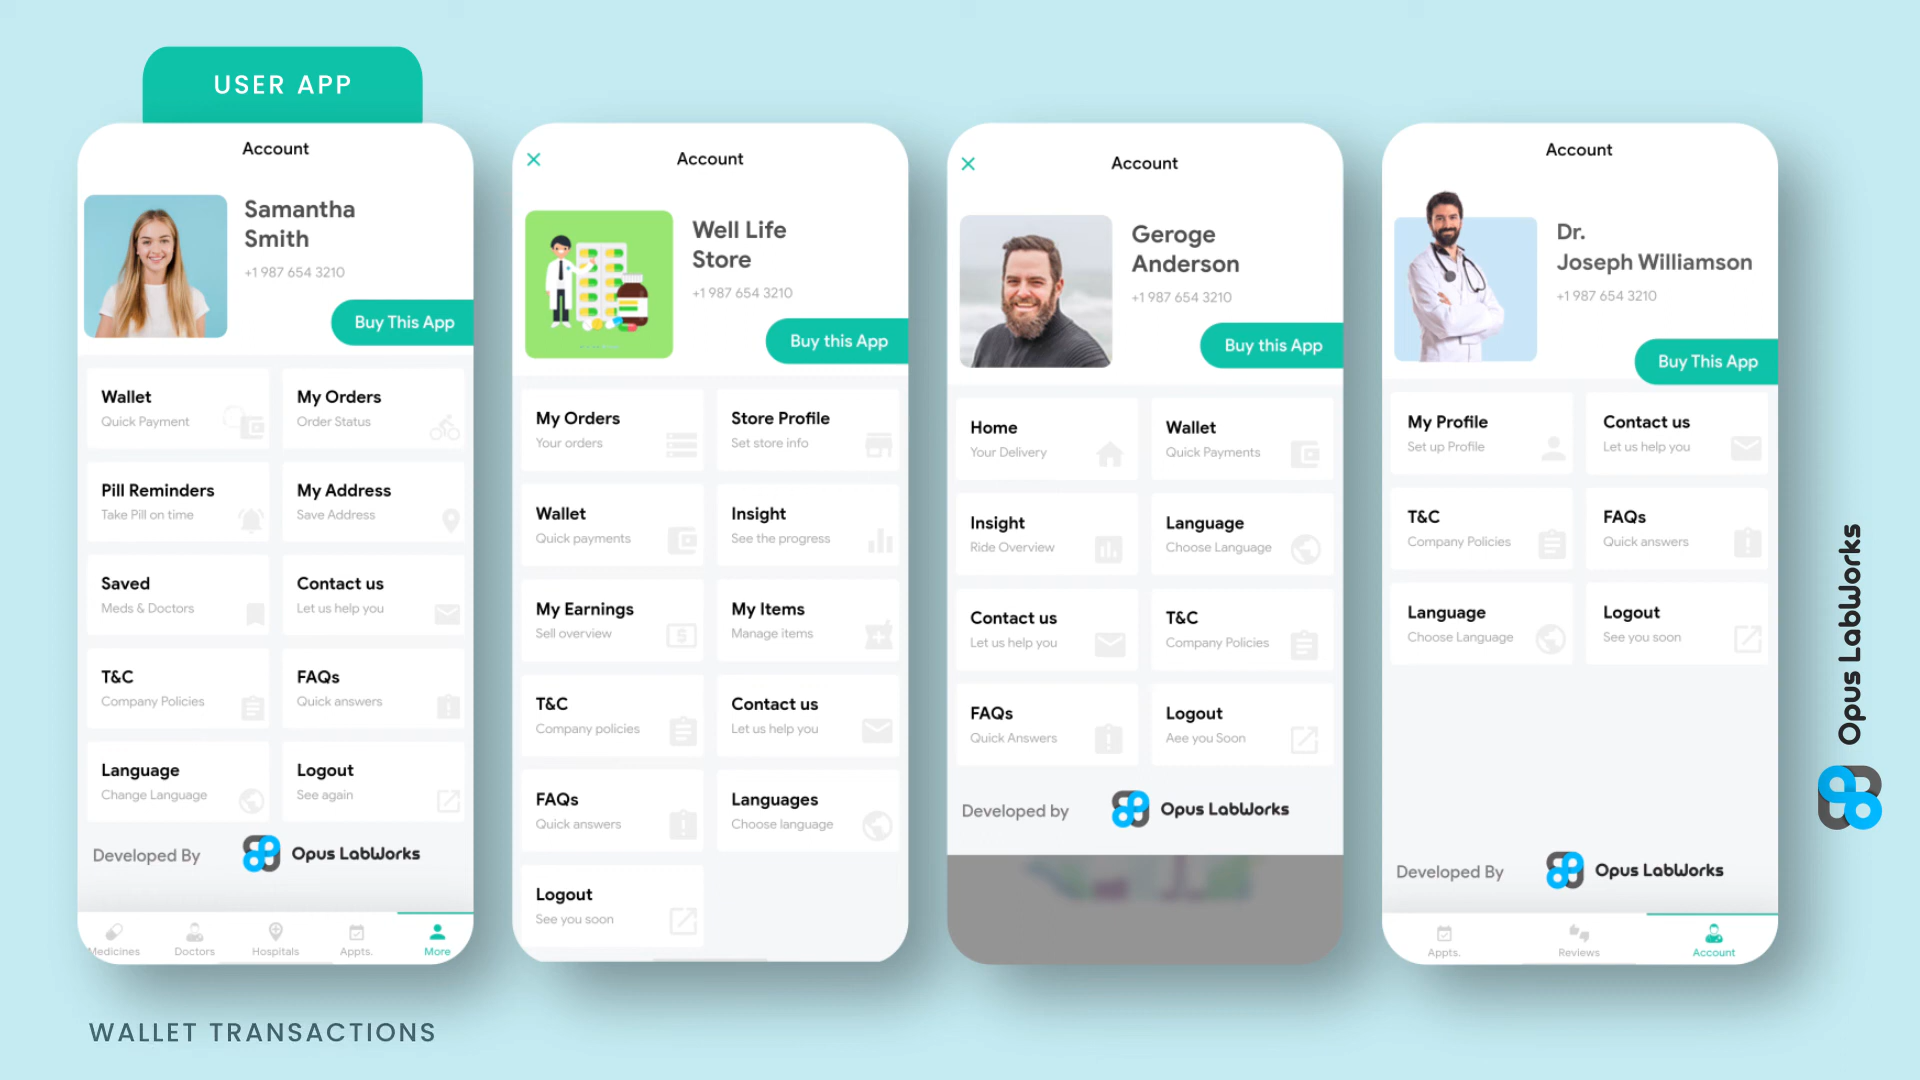 USER APP
Account
Samantha
Smith
+1 987 654 3210
Buy This App
Wallet
Quick Payment
My Orders
Order Status
Pill Reminders
Take Pill on time
My Address
Save Address
Saved
Meds & Doctors
Contact us
Let us help you
T&C
Company Policies
FAQs
Quick answers
Language
Change Language
Logout
See again
Developed By
Opus LabWorks
Medicines
Doctors
Hospitals
Appts.
More
Account
Well Life
Store
+1 987 654 3210
Buy this App
My Orders
Your orders
Store Profile
Set store info
Wallet
Quick payments
Insight
See the progress
My Earnings
Sell overview
My Items
Manage items
T&C
Company policies
Contact us
Let us help you
FAQs
Quick answers
Languages
Choose language
Logout
See you soon
Account
Geroge
Anderson
+1 987 654 3210
Buy this App
Home
Your Delivery
Wallet
Quick Payments
Insight
Ride Overview
Language
Choose Language
Contact us
Let us help you
T&C
Company Policies
FAQs
Quick Answers
Logout
Aee you Soon
Developed by
Opus LabWorks
Account
Dr.
Joseph Williamson
+1 987 654 3210
Buy This App
My Profile
Set up Profile
Contact us
Let us help you
T&C
Company Policies
FAQs
Quick answers
Language
Choose Language
Logout
See you soon
Developed By
Opus LabWorks
Appts.
Reviews
Account
Opus LabWorks
WALLET TRANSACTIONS